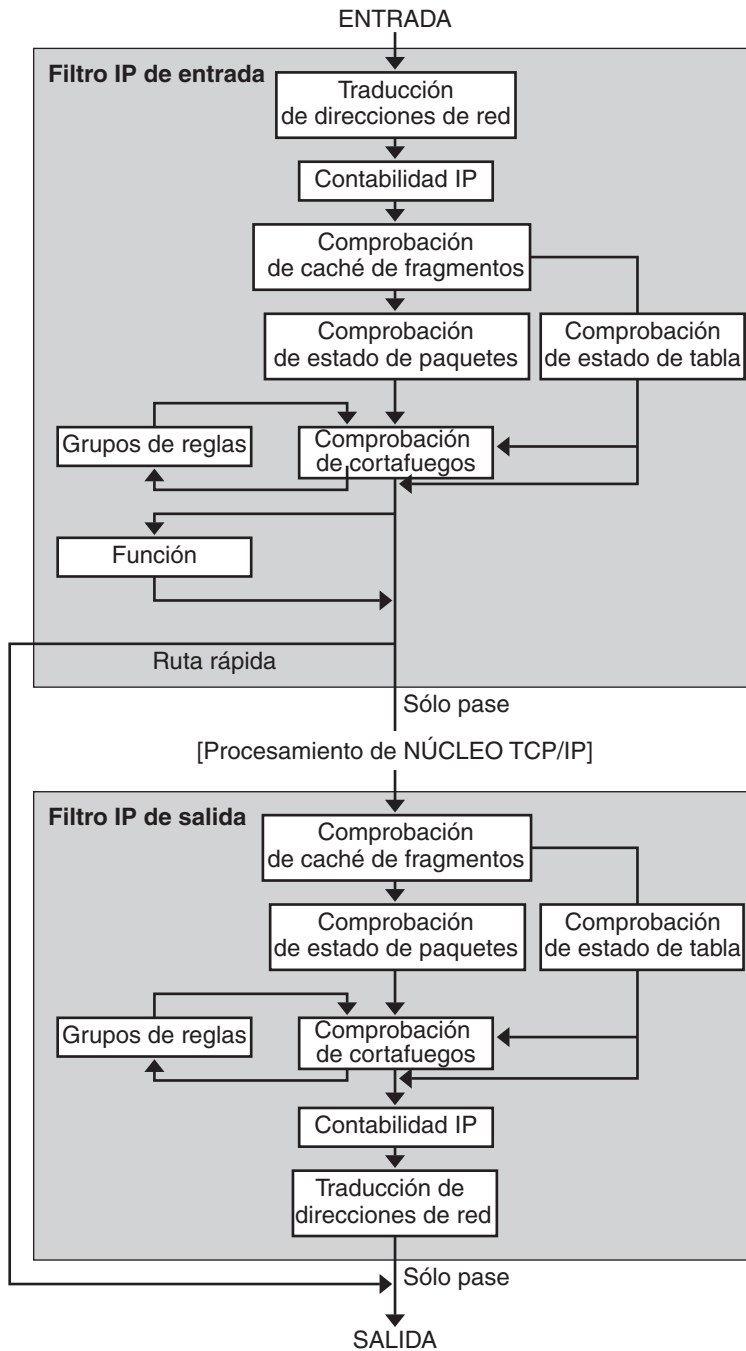 ENTRADA
Filtro IP de entrada
Traducción
de direcciones de red
Contabilidad IP
Comprobación
de caché de fragmentos
Comprobación
de estado de paquetes
Comprobación
de estado de tabla
Grupos de reglas
Comprobación
de cortafuegos
Función
Ruta rápida
Sólo pase
[Procesamiento de NÚCLEO TCP/IP]
Filtro IP de salida
Comprobación
de caché de fragmentos
Comprobación
de estado de paquetes
Comprobación
de estado de tabla
Grupos de reglas
Comprobación
de cortafuegos
Contabilidad IP
Traducción de
direcciones de red
Sólo pase
SALIDA